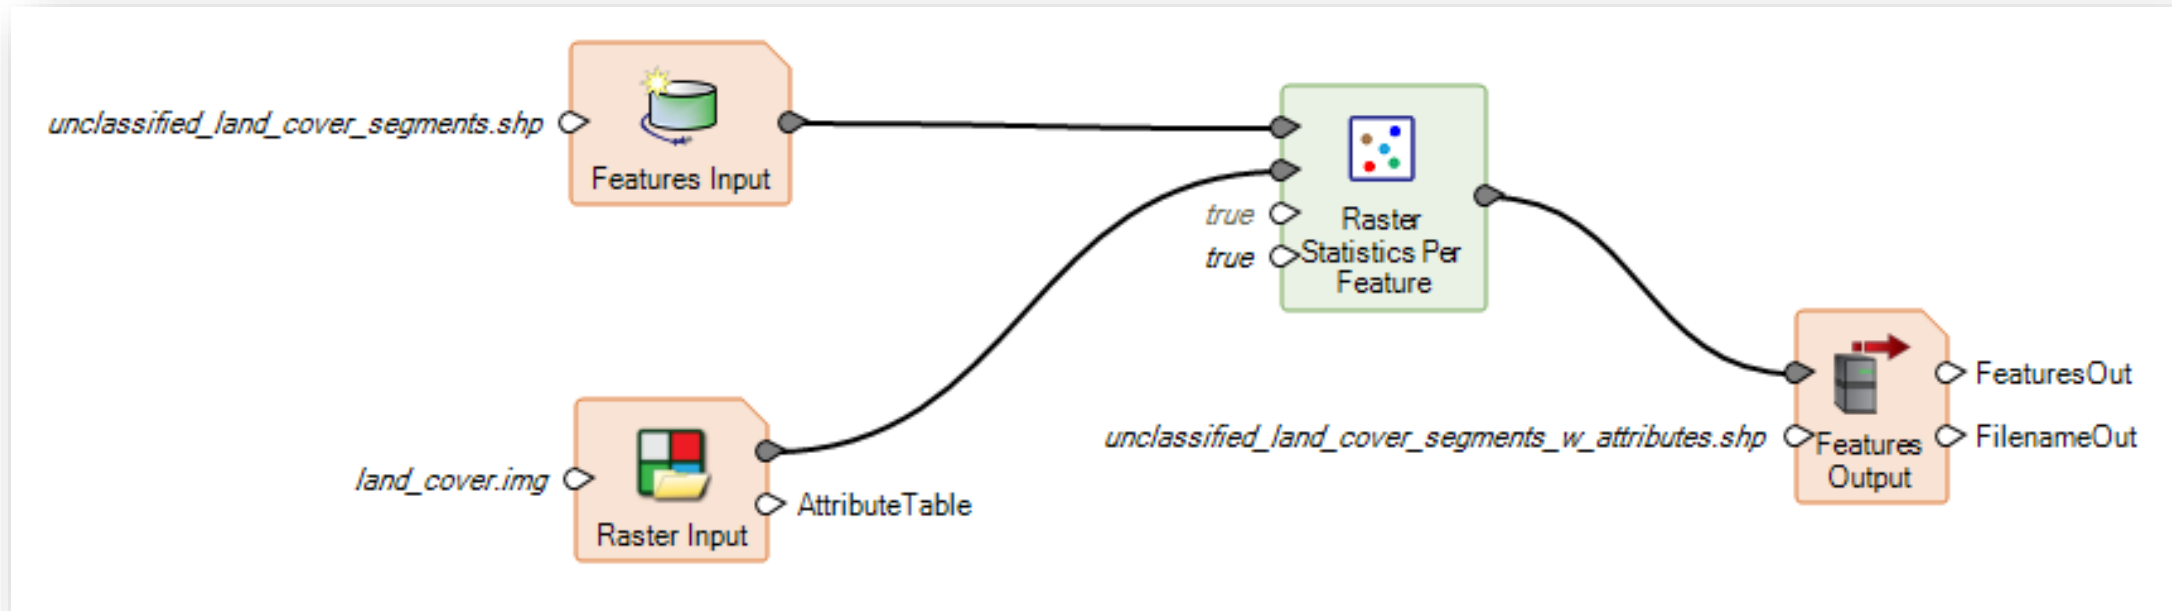 unclassified_land_cover_segments.shp
Features Input
true
true
Raster
Statistics Per
Feature
land_cover.img
AttributeTable
Raster Input
unclassified_land_cover_segments_w_attributes.shp
Features
Output
FeaturesOut
FilenameOut